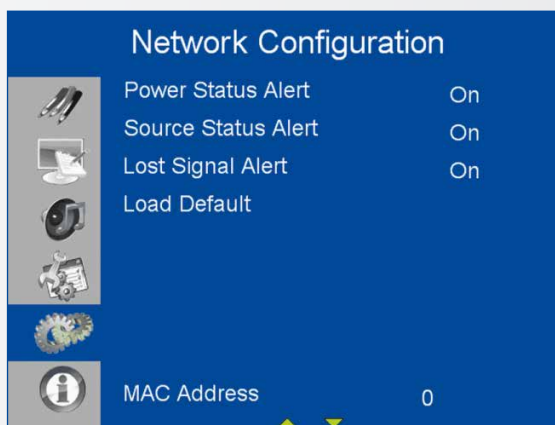 Network Configuration
Power Status Alert On
Source Status Alert On
Lost Signal Alert On
Load Default
MAC Address 0